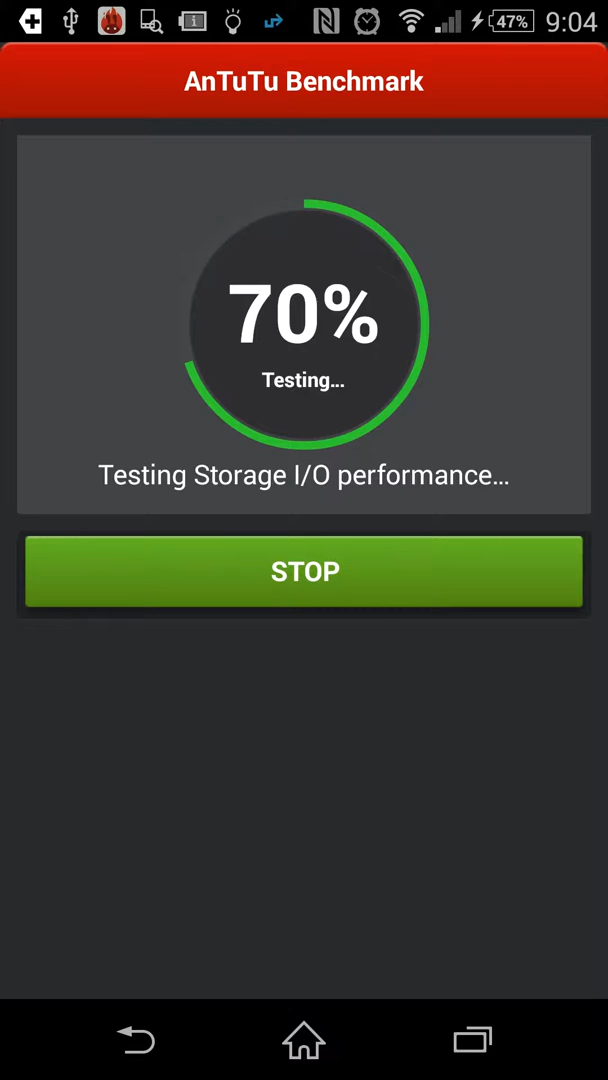 47% 9:04
AnTuTu Benchmark
70%
Testing...
Testing Storage I/O performance...
STOP